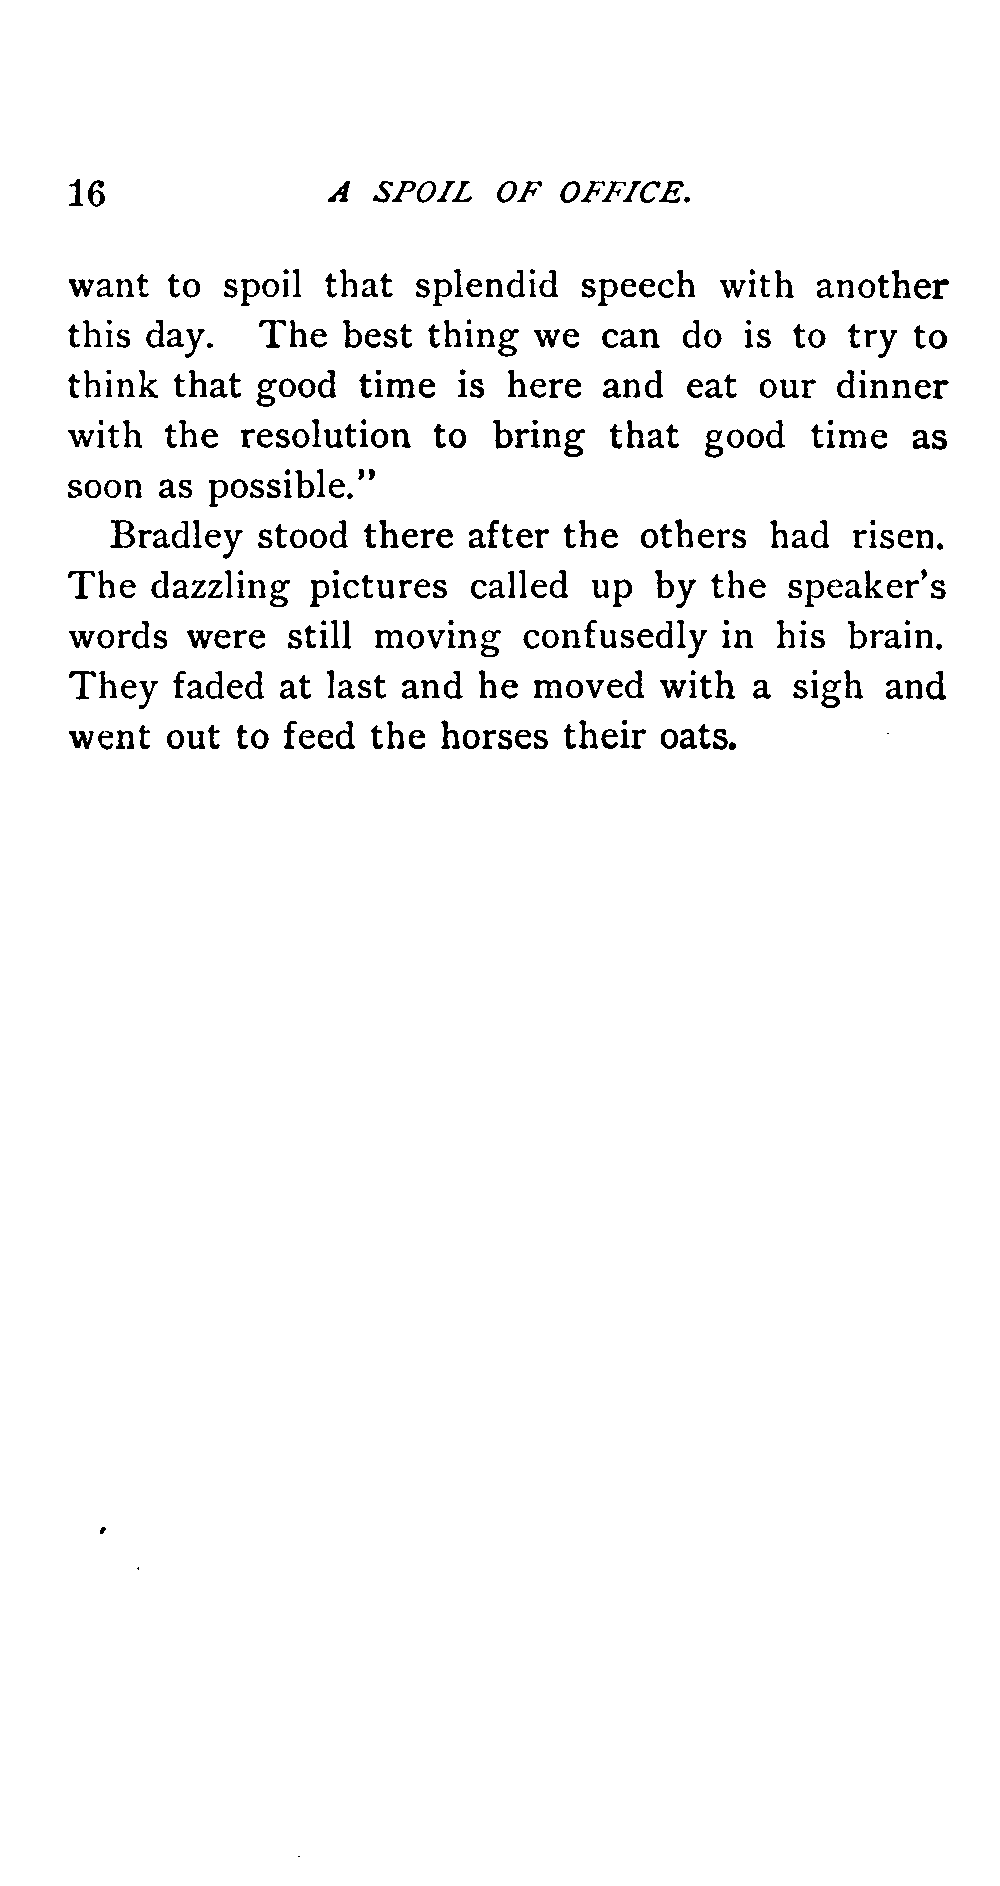 16 A SPOIL OF OFFICE.
want to spoil that splendid speech with another
this day. The best thing we can do is to try to
think that good time is here and eat our dinner
with the resolution to bring that good time as
soon as possible."
Bradley stood there after the others had risen.
The dazzling pictures called up by the speaker's
words were still moving confusedly in his brain.
They faded at last and he moved with a sigh and
went out to feed the horses their oats.